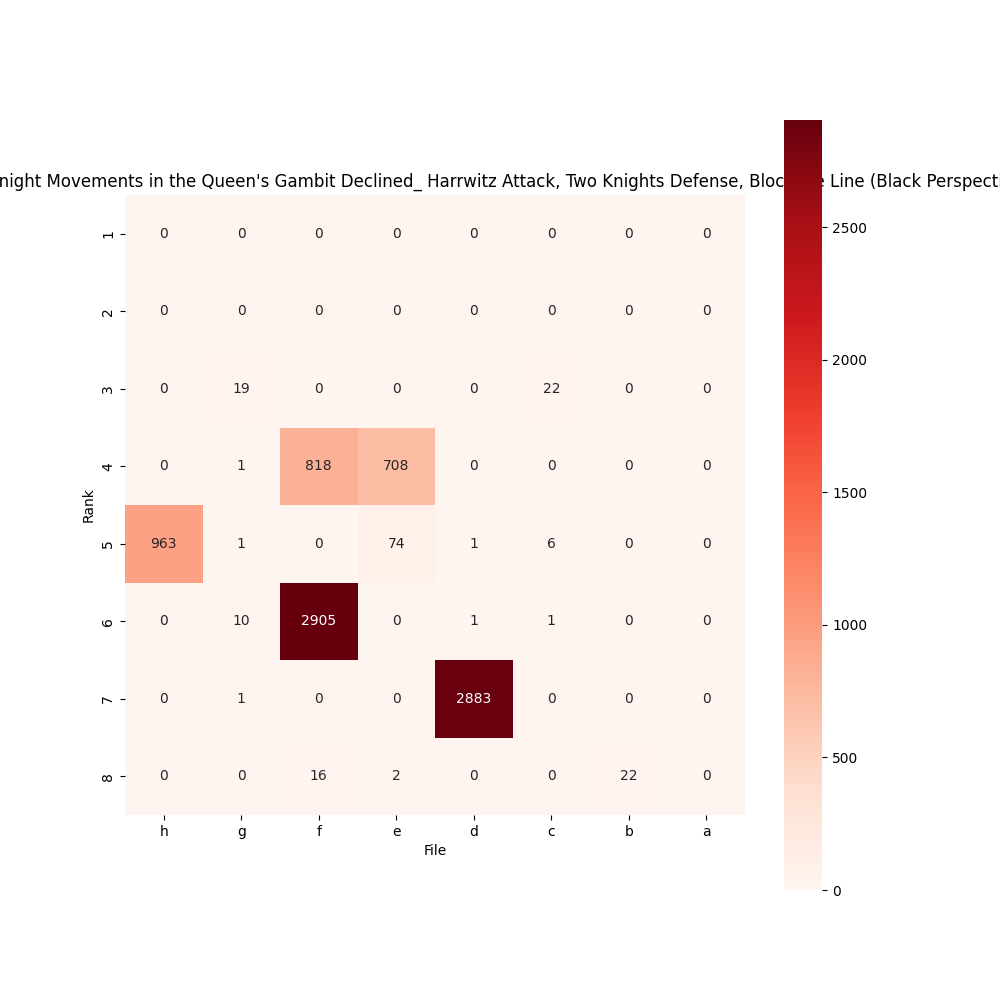 night Movements in the Queen's Gambit Declined_ Harrwitz Attack, Two Knights Defense, Line (Black Perspecti
1 0 0 0 0 0 0 0 0
2 0 0 0 0 0 0 0 0
3 0 19 0 0 0 22 0 0
4 0 1 818 708 0 0 0 0
5 963 1 0 74 1 6 0 0
6 0 10 2905 0 1 1 0 0
7 0 1 0 0 2883 0 0 0
8 0 0 16 2 0 0 22 0
Rank
h g f e d c b a
File
2500
2000
1500
1000
500
0